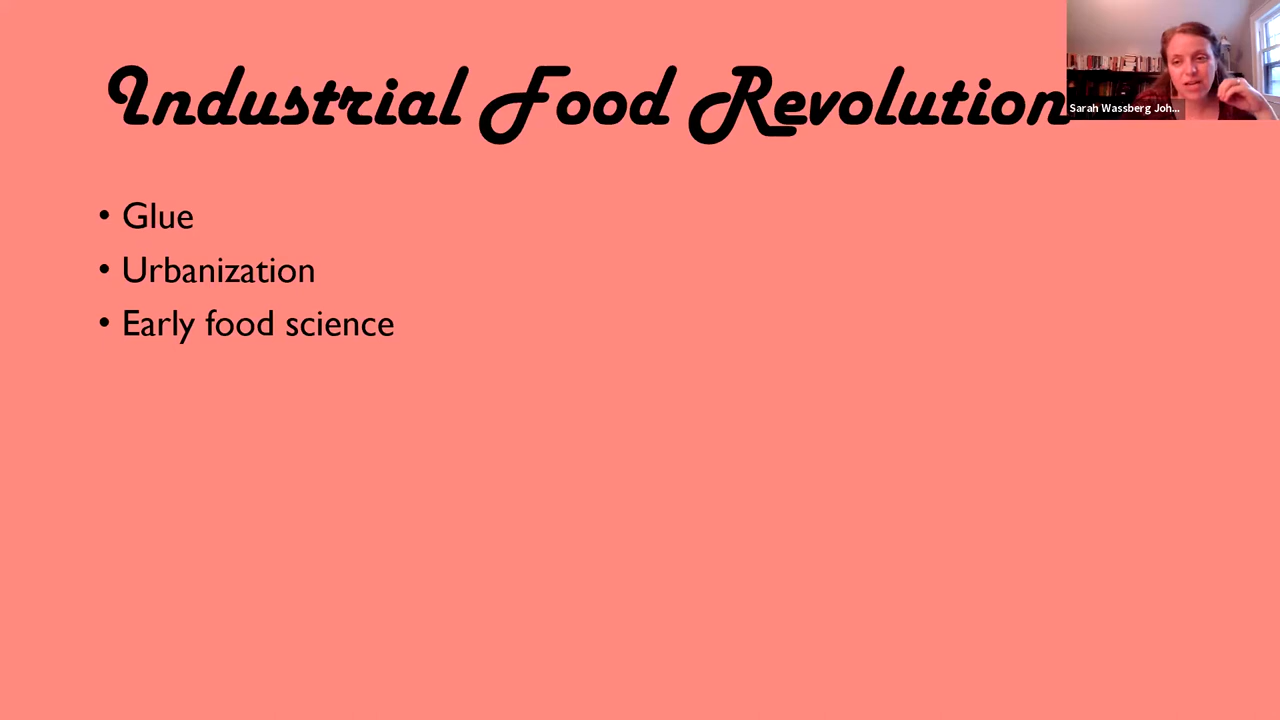 Industrial Food Revolution
Sarah Wassberg Joh...
• Glue
• Urbanization
• Early food science